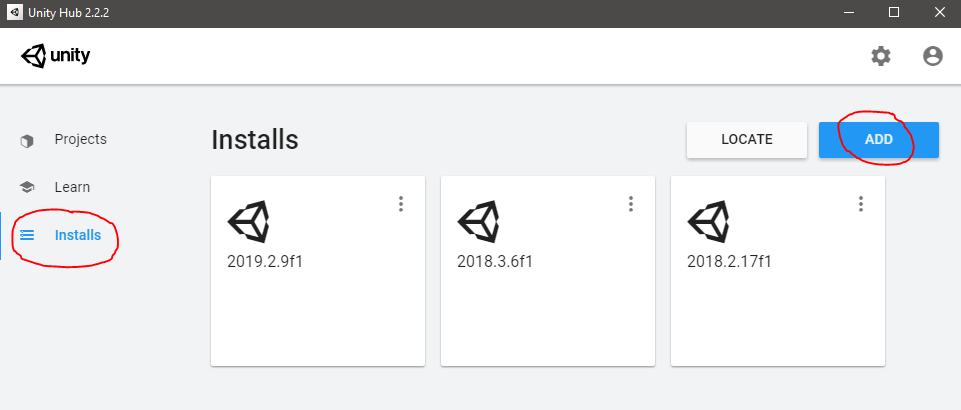 Unity Hub 2.2.2
unity
Projects
Learn
Installs
Installs
LOCATE
ADD
2019.2.9f1
2018.3.6f1
2018.2.17f1